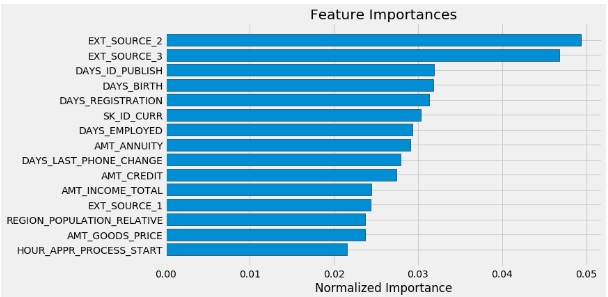 Feature Importances
EXT_SOURCE_2
EXT_SOURCE_3
DAYS_ID_PUBLISH
DAYS_BIRTH
DAYS_REGISTRATION
SK_ID_CURR
DAYS_EMPLOYED
AMT_ANNUITY
DAYS_LAST_PHONE_CHANGE
AMT_CREDIT
AMT_INCOME_TOTAL
EXT_SOURCE_1
REGION_POPULATION_RELATIVE
AMT_GOODS_PRICE
HOUR_APPR_PROCESS_START
0.00 0.01 0.02 0.03 0.04 0.05
Normalized Importance